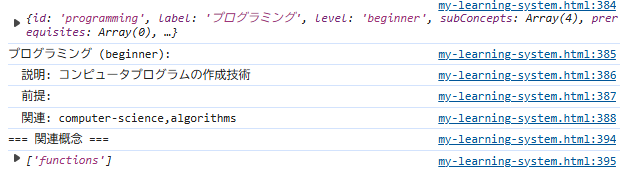 my-learning-system.html:384
▶ {id: 'programming', label: 'プログラミング', level: 'beginner', subConcepts: Array(4), prer
equisites: Array(0), …}
プログラミング (beginner): my-learning-system.html:385
説明: コンピュータプログラムの作成技術 my-learning-system.html:386
前提: my-learning-system.html:387
関連: computer-science,algorithms my-learning-system.html:388
=== 関連概念 === my-learning-system.html:394
▶ ['functions'] my-learning-system.html:395